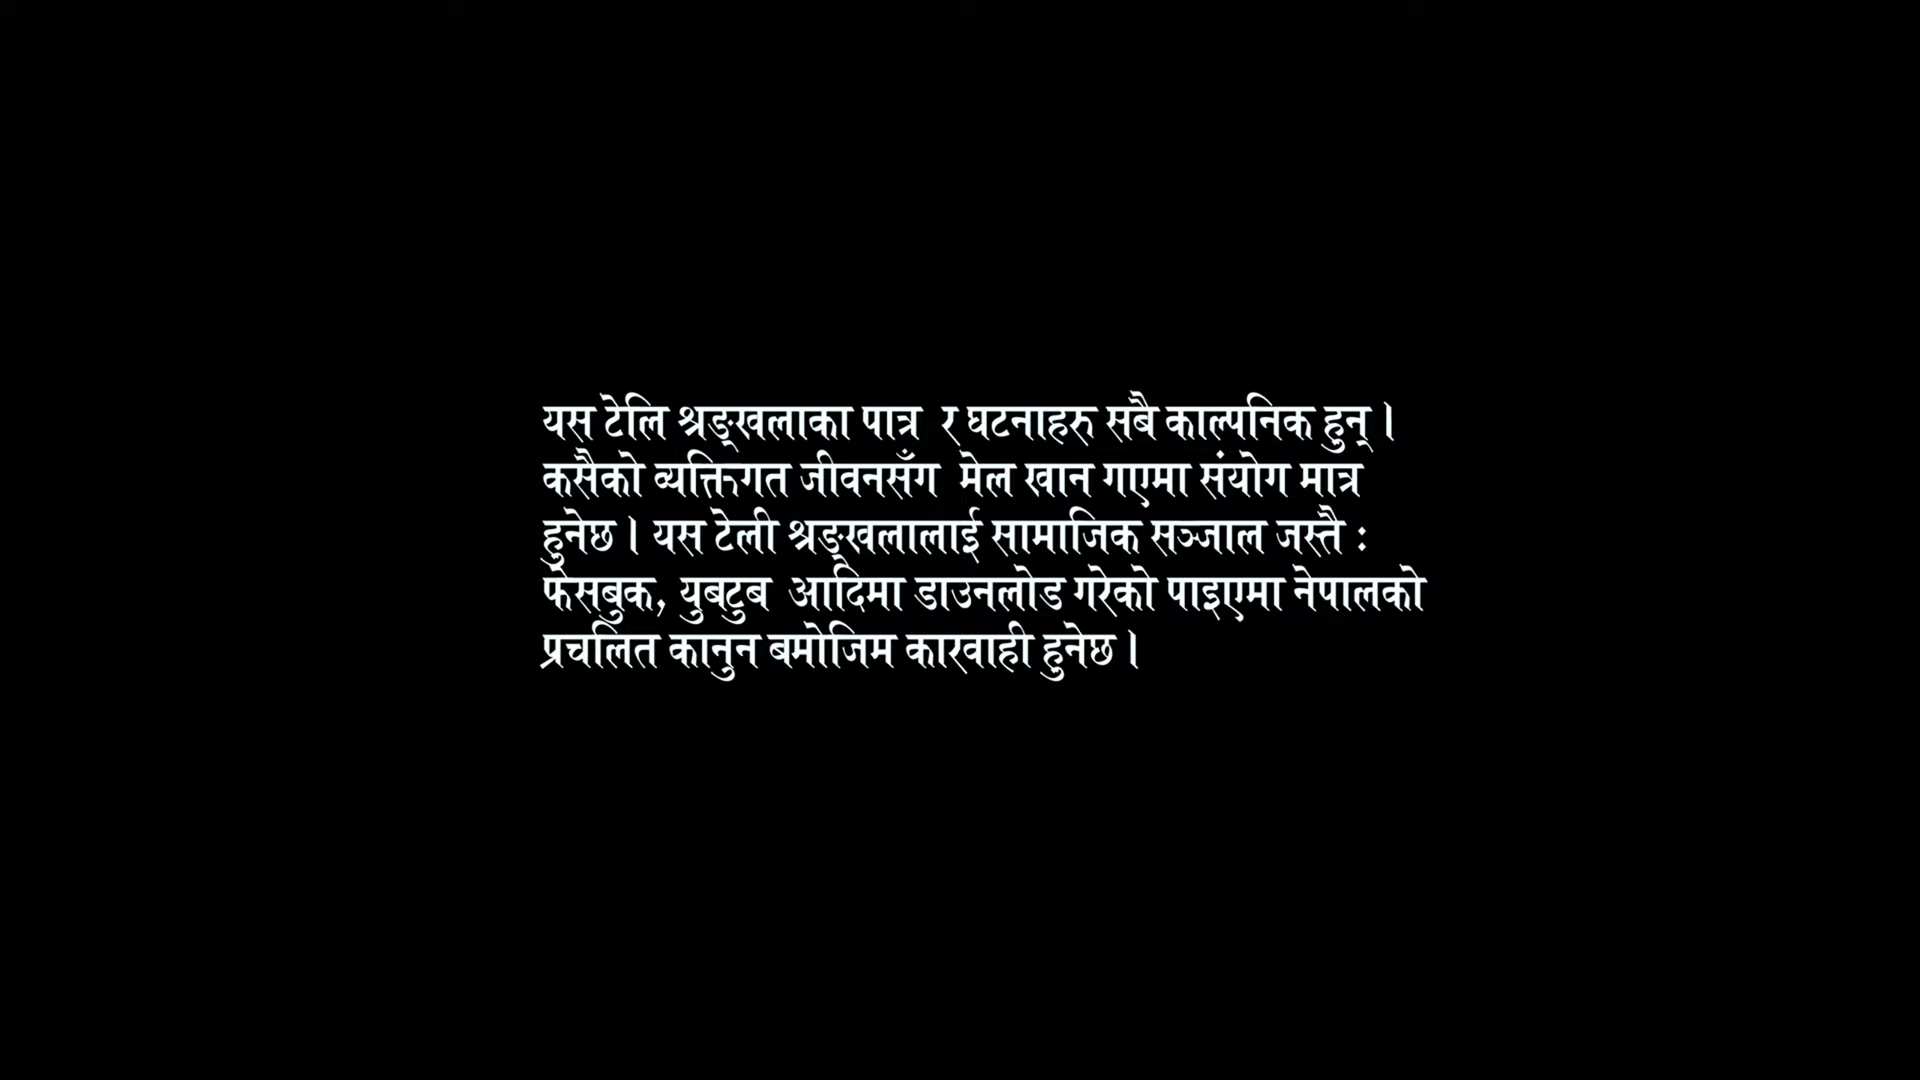 यस टेलि श्रङ्खलाका पात्र र घटनाहरु सबै काल्पनिक हुन् ।
कसैको व्यक्तिगत जीवनसँग मेल खान गएमा संयोग मात्र
हुनेछ । यस टेली श्रङ्खलालाई सामाजिक सञ्जाल जस्तै :
फेसबुक, युबटुब आदिमा डाउनलोड गरेको पाइएमा नेपालको
प्रचलित कानुन बमोजिम कारवाही हुनेछ ।